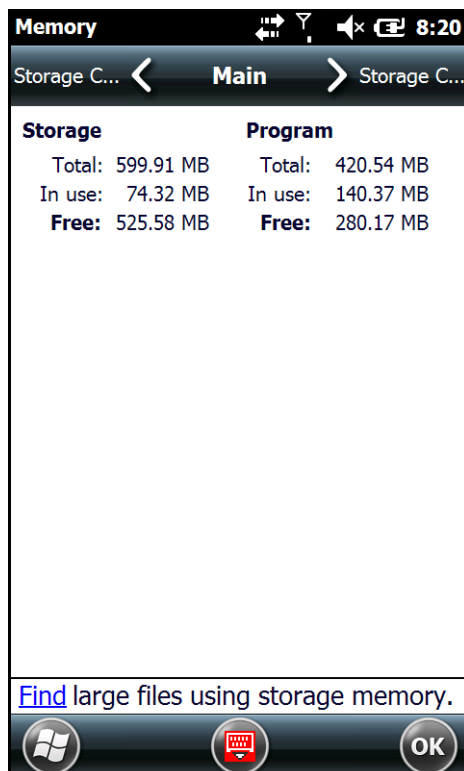 Memory 8:20
Storage C... Main Storage C...
Storage Program
Total: 599.91 MB Total: 420.54 MB
In use: 74.32 MB In use: 140.37 MB
Free: 525.58 MB Free: 280.17 MB
Find large files using storage memory.
OK